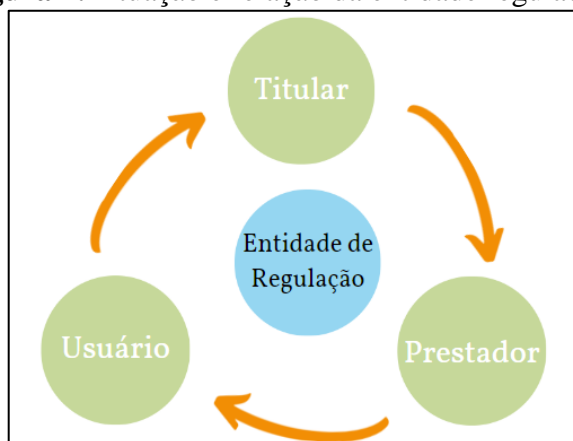 Titular
Entidade de
Regulação
Usuário
Prestador